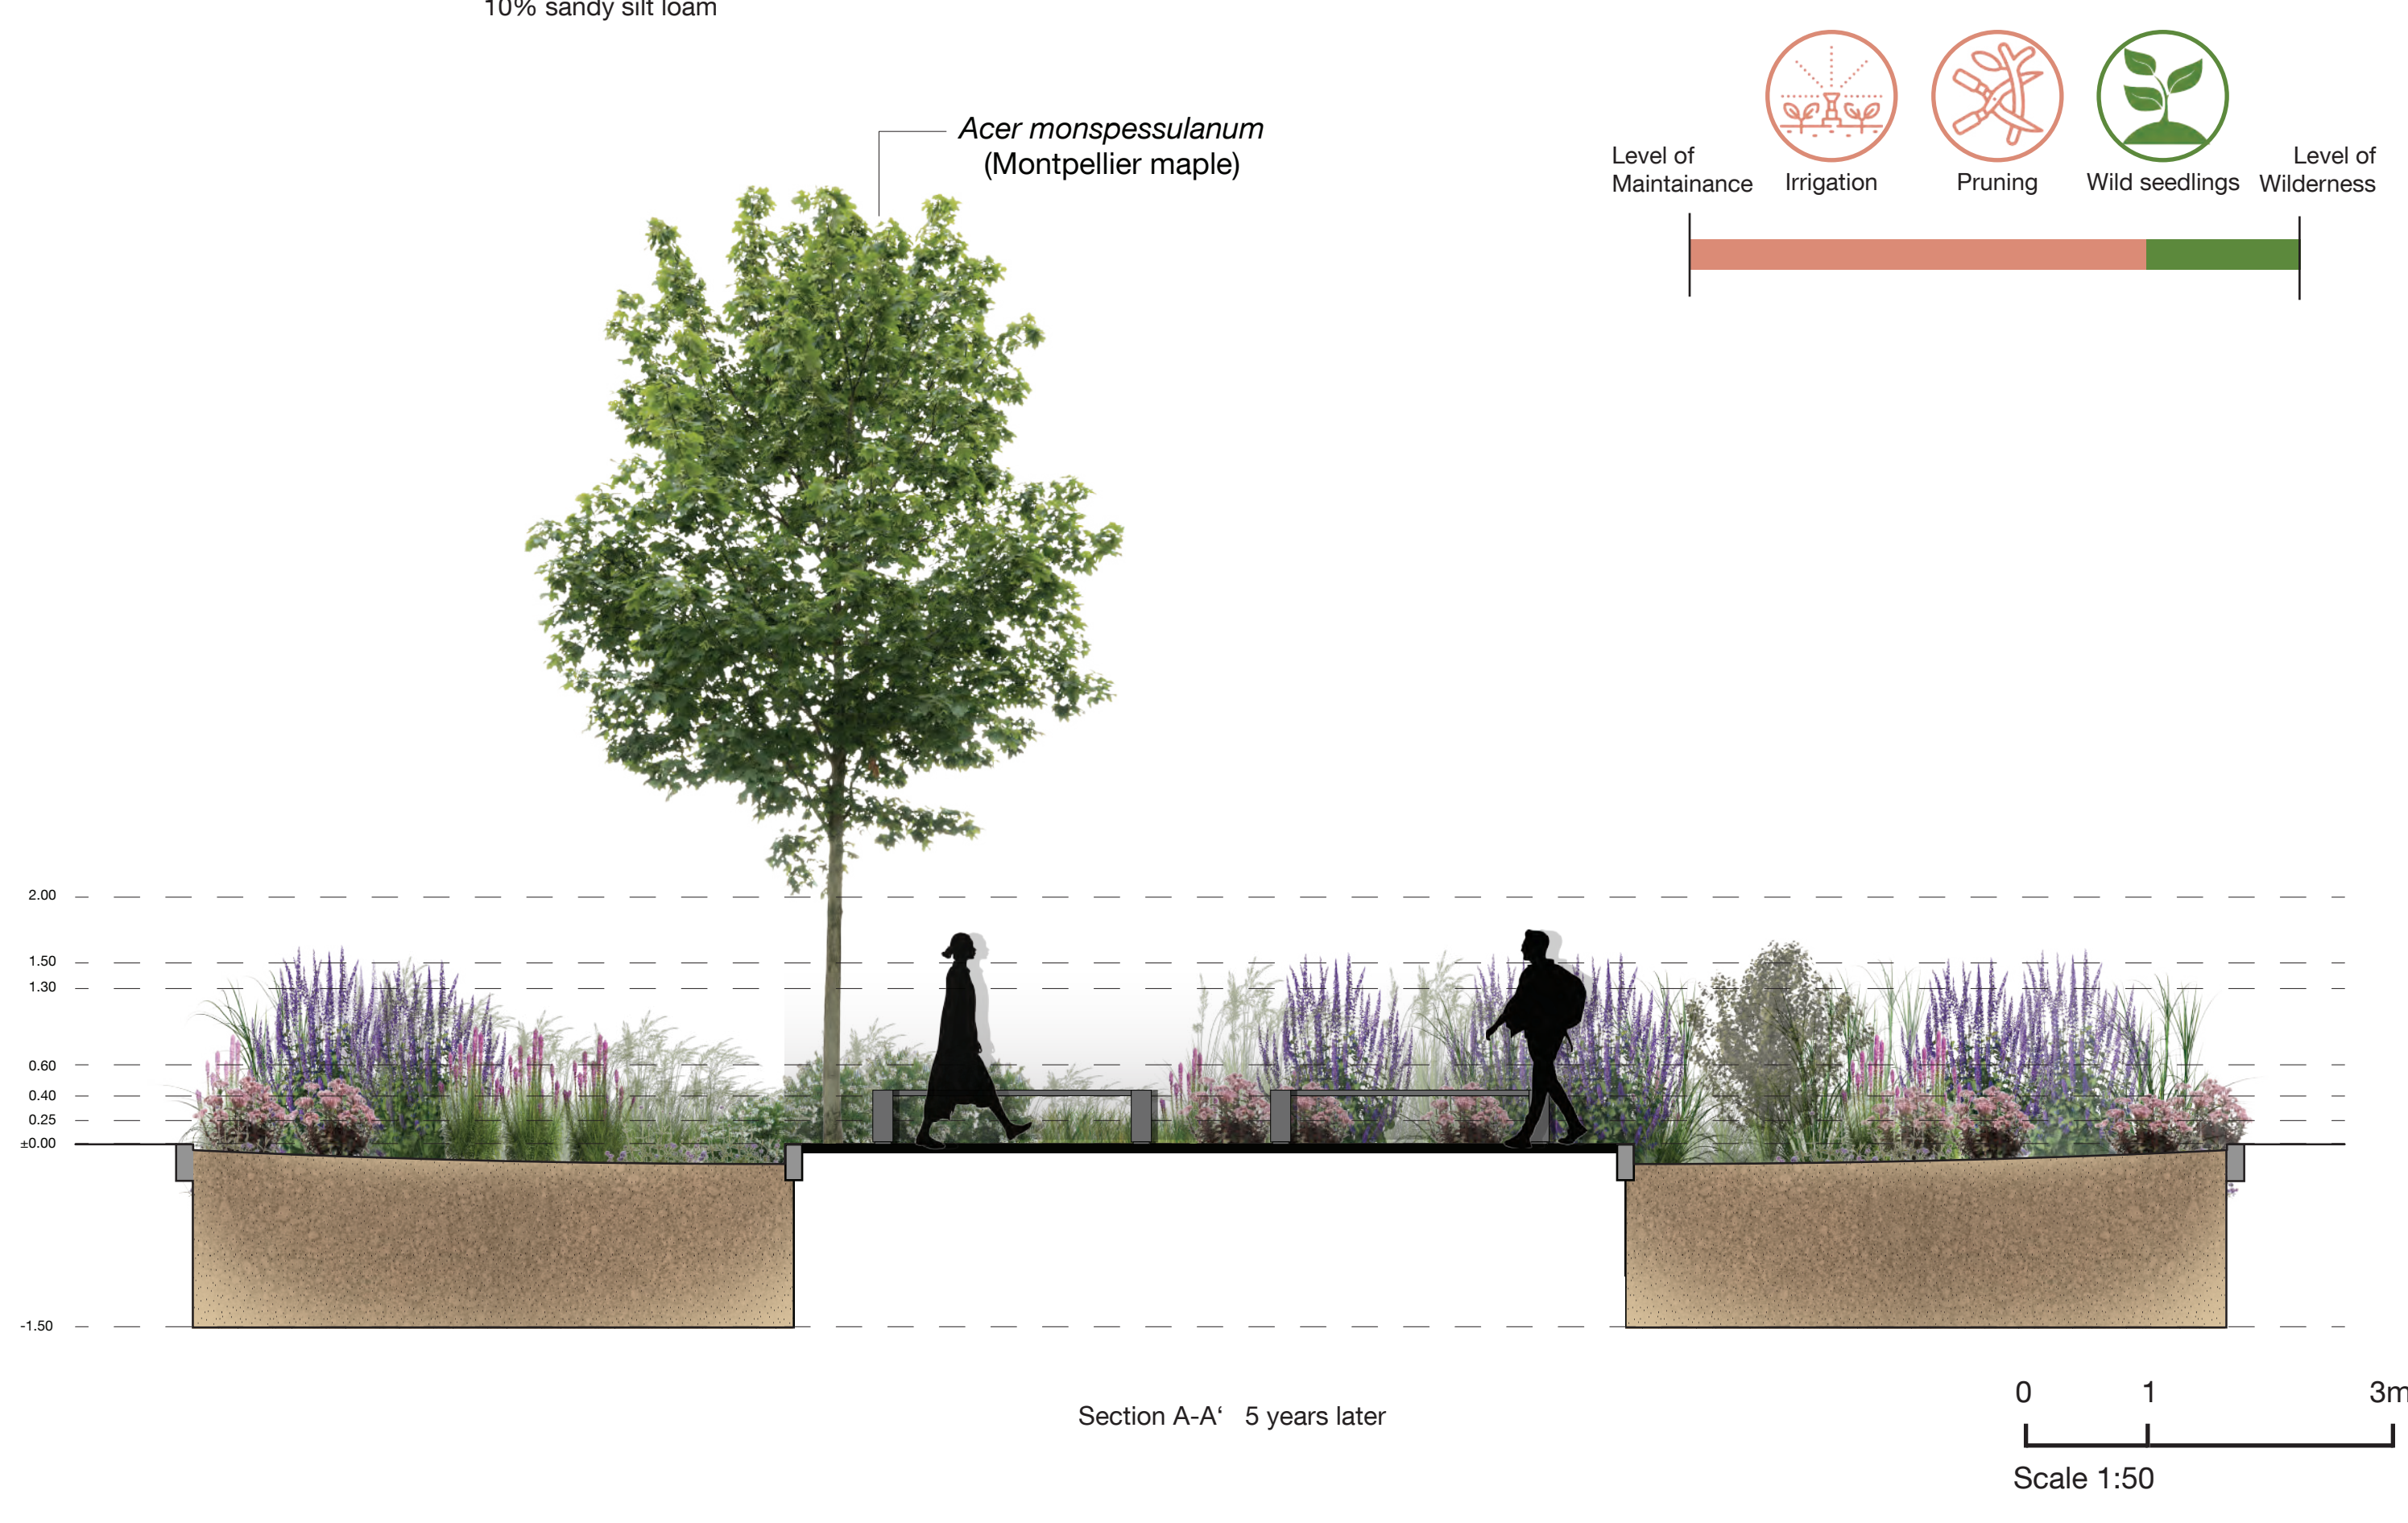 10% sandy silt loam
Acer monspessulanum
(Montpellier maple)
Level of
Maintainance
Irrigation
Pruning
Wild seedlings
Level of
Wilderness
2.00
1.50
1.30
0.60
0.40
0.25
±0.00
-1.50
Section A-A‘ 5 years later
0 1 3m
Scale 1:50